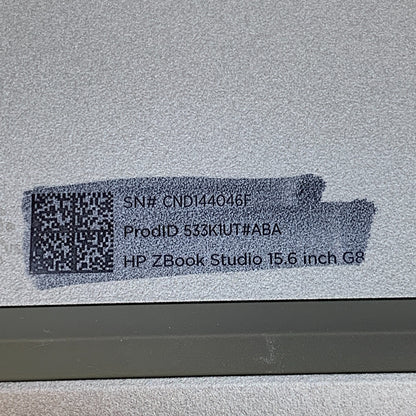 SN# CND144046F
ProdID 533K1UT#ABA
HP ZBook Studio 15.6 inch G8